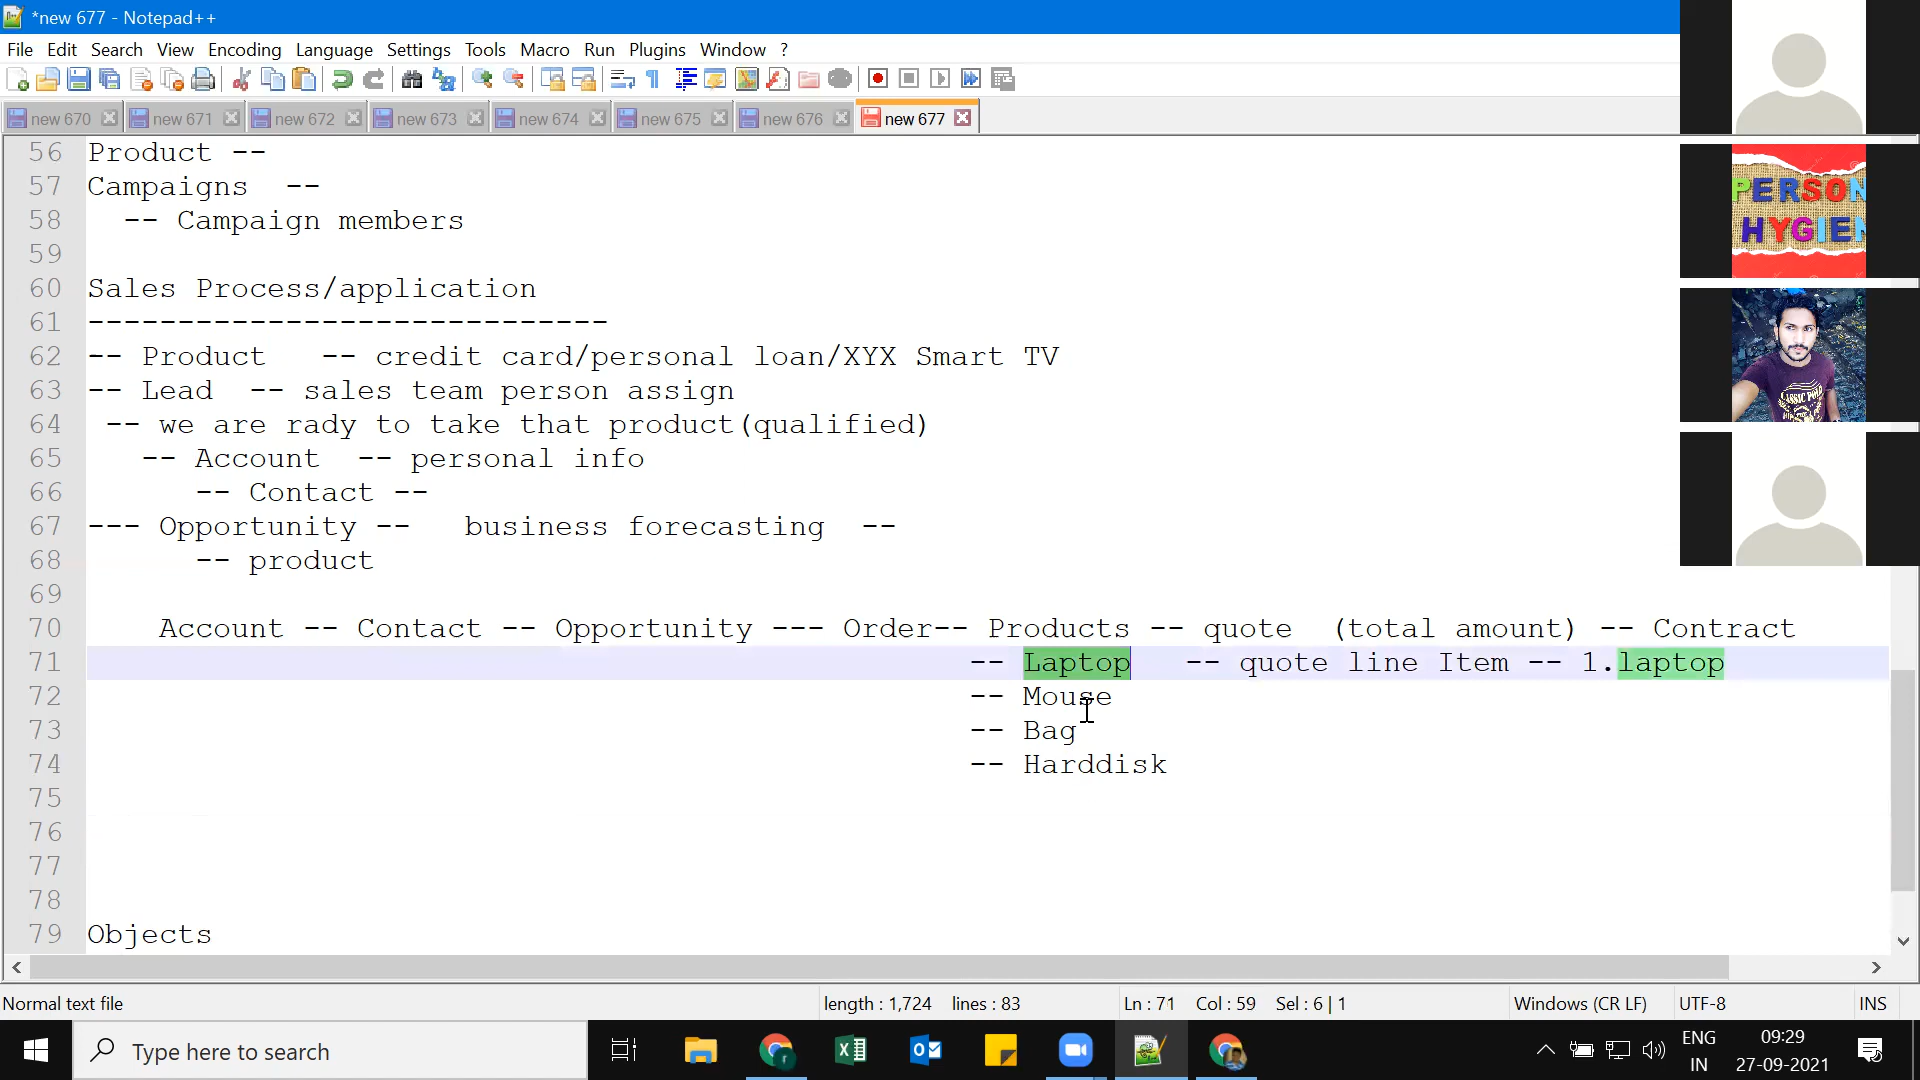 *new 677 - Notepad++
File Edit Search View Encoding Language Settings Tools Macro Run Plugins Window ?
new 670 new 671 new 672 new 673 new 674 new 675 new 676 new 677
56 Product --
57 Campaigns --
58 -- Campaign members
59
60 Sales Process/application
61 -----------------------------
62 -- Product -- credit card/personal loan/XYX Smart TV
63 -- Lead -- sales team person assign
64 -- we are rady to take that product(qualified)
65 -- Account -- personal info
66 -- Contact --
67 --- Opportunity -- business forecasting --
68 -- product
69
70 Account -- Contact -- Opportunity --- Order-- Products -- quote (total amount) -- Contract
71 -- Laptop -- quote line Item -- 1.laptop
72 -- Mouse
73 -- Bag
74 -- Harddisk
75
76
77
78
79 Objects
PERSON
HYGIE
Normal text file length : 1,724 lines : 83 Ln : 71 Col : 59 Sel : 6 | 1 Windows (CR LF) UTF-8 INS
Type here to search
ENG
IN
09:29
27-09-2021